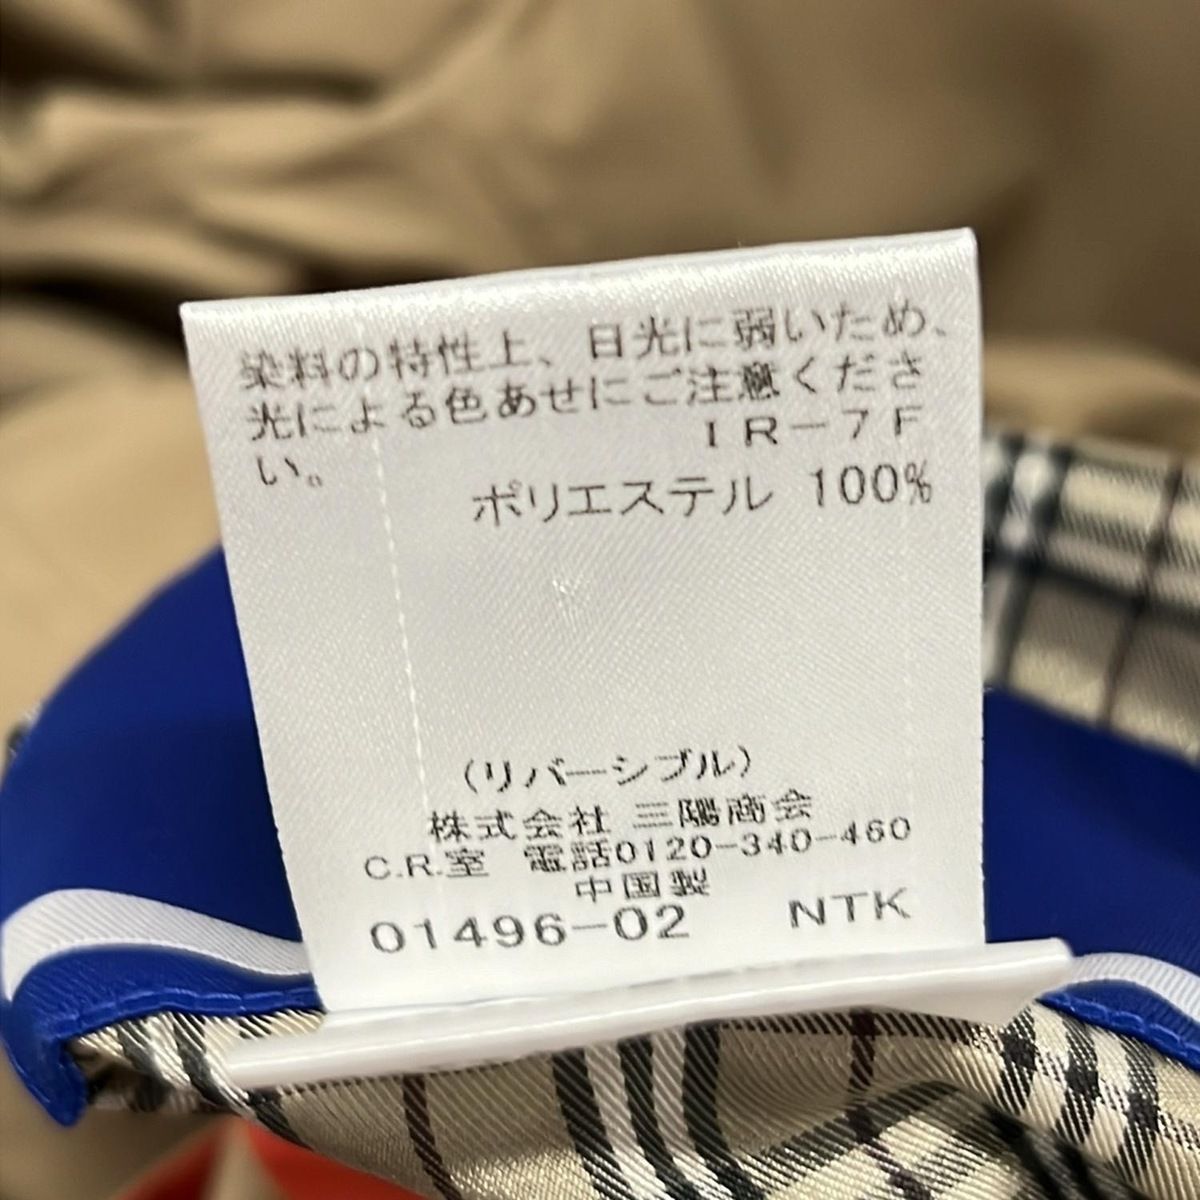 染料の特性上、日光に弱いため、
光による色あせにご注意くださ
い。
IR-7F
ポリエステル 100%
(リバーシブル)
株式会社 三陽商会
C.R.室 電話0120-340-460
中国製
01496-02 NTK